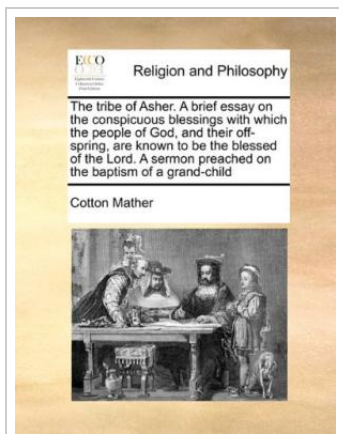 ECCO
Religion and Philosophy
The tribe of Asher. A brief essay on
the conspicuous blessings with which
the people of God, and their off-
spring, are known to be the blessed
of the Lord. A sermon preached on
the baptism of a grand-child
Cotton Mather